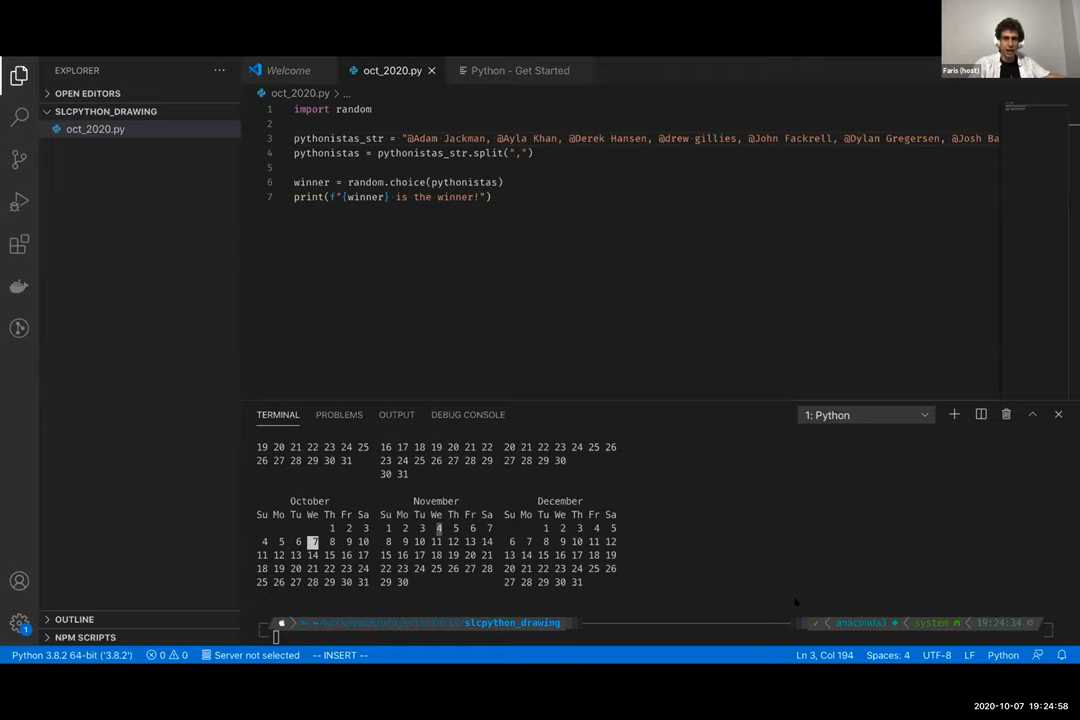 Faris (host)
EXPLORER ···
Welcome
oct_2020.py
Python - Get Started
OPEN EDITORS
oct_2020.py > ...
SLCPYTHON_DRAWING
oct_2020.py
1 import random
2
3 pythonistas_str = "@Adam Jackman, @Ayla Khan, @Derek Hansen, @drew gillies, @John Fackrell, @Dylan Gregersen, @Josh Ba
4 pythonistas = pythonistas_str.split(",")
5
6 winner = random.choice(pythonistas)
7 print(f"{winner} is the winner!")
TERMINAL PROBLEMS OUTPUT DEBUG CONSOLE
1: Python
19 20 21 22 23 24 25 16 17 18 19 20 21 22 20 21 22 23 24 25 26
26 27 28 29 30 31 23 24 25 26 27 28 29 27 28 29 30
30 31
October November December
Su Mo Tu We Th Fr Sa Su Mo Tu We Th Fr Sa Su Mo Tu We Th Fr Sa
1 2 3 1 2 3 4 5 6 7 1 2 3 4 5
4 5 6 7 8 9 10 8 9 10 11 12 13 14 6 7 8 9 10 11 12
11 12 13 14 15 16 17 15 16 17 18 19 20 21 13 14 15 16 17 18 19
18 19 20 21 22 23 24 22 23 24 25 26 27 28 20 21 22 23 24 25 26
25 26 27 28 29 30 31 29 30 27 28 29 30 31
slcpython_drawing
anaconda3 system 19:24:34
OUTLINE
NPM SCRIPTS
1
Python 3.8.2 64-bit ('3.8.2') 0 0 Server not selected -- INSERT -- Ln 3, Col 194 Spaces: 4 UTF-8 LF Python
2020-10-07 19:24:58